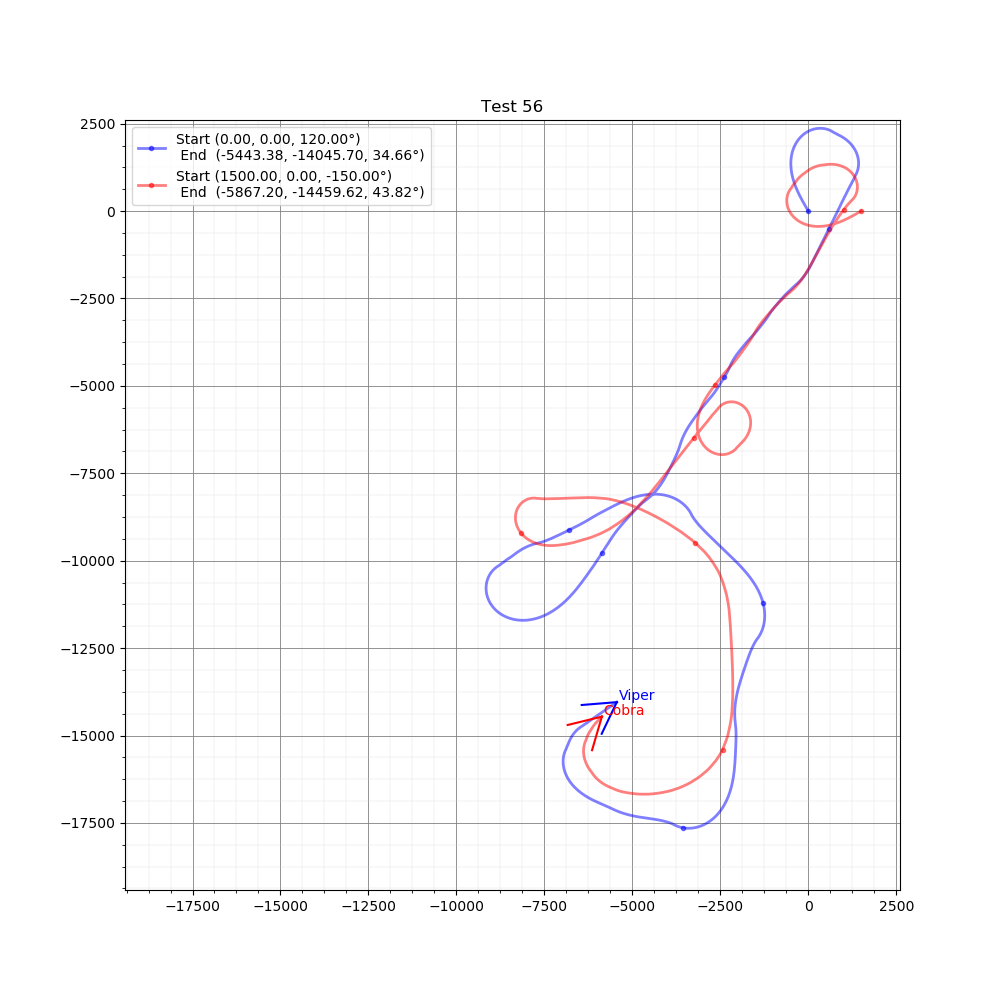 Test 56
Start (0.00, 0.00, 120.00°)
End (-5443.38, -14045.70, 34.66°)
Start (1500.00, 0.00, -150.00°)
End (-5867.20, -14459.62, 43.82°)
2500
0
−2500
−5000
−7500
−10000
−12500
−15000
−17500
Viper
Cobra
−17500 −15000 −12500 −10000 −7500 −5000 −2500 0 2500